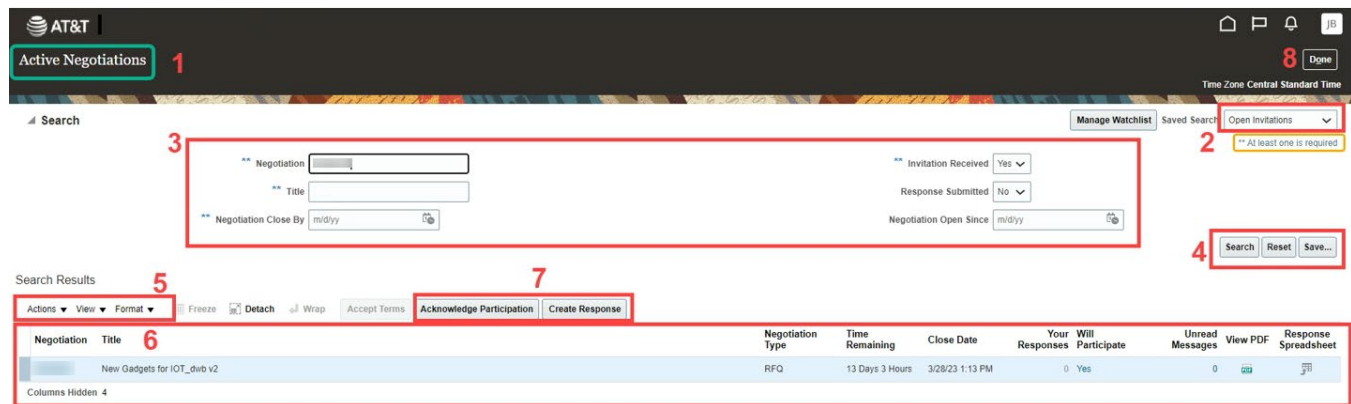 AT&T
JB
Active Negotiations 1
8 Done
Time Zone Central Standard Time
Search
Manage Watchlist Saved Search Open Invitations
2 ** At least one is required
3
** Negotiation
** Invitation Received Yes
** Title
Response Submitted No
** Negotiation Close By m/d/yy
Negotiation Open Since m/d/yy
4 Search Reset Save...
Search Results
5 7
Actions View Format Freeze Detach Wrap Accept Terms Acknowledge Participation Create Response
6
Negotiation Title Negotiation Type Time Remaining Close Date Your Responses Will Participate Unread Messages View PDF Response Spreadsheet
New Gadgets for IOT_dwb v2 RFQ 13 Days 3 Hours 3/28/23 1:13 PM 0 Yes 0
Columns Hidden 4